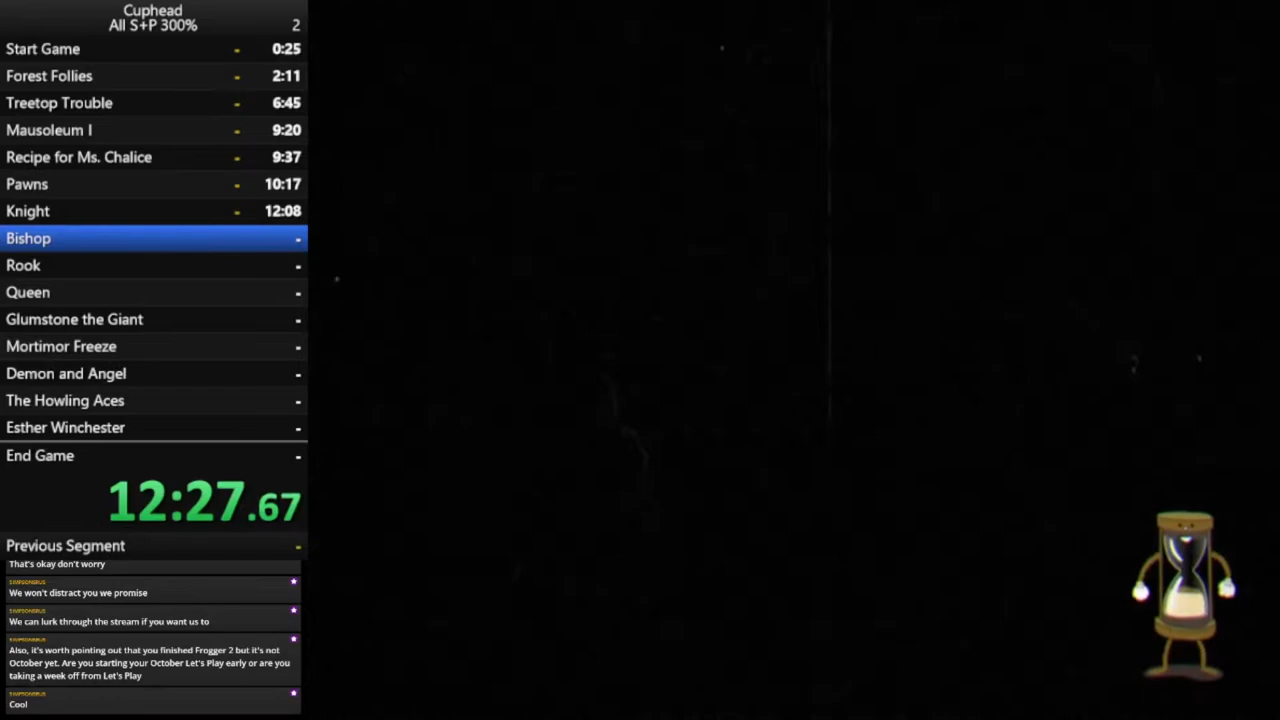 Cuphead
All S+P 300% 2
Start Game - 0:25
Forest Follies - 2:11
Treetop Trouble - 6:45
Mausoleum I - 9:20
Recipe for Ms. Chalice - 9:37
Pawns - 10:17
Knight - 12:08
Bishop -
Rook -
Queen -
Glumstone the Giant -
Mortimor Freeze -
Demon and Angel -
The Howling Aces -
Esther Winchester -
End Game -
12:27.67
Previous Segment -
That's okay don't worry
We won't distract you we promise
We can lurk through the stream if you want us to
Also, it's worth pointing out that you finished Frogger 2 but it's not
October yet. Are you starting your October Let's Play early or are you
taking a week off from Let's Play
Cool